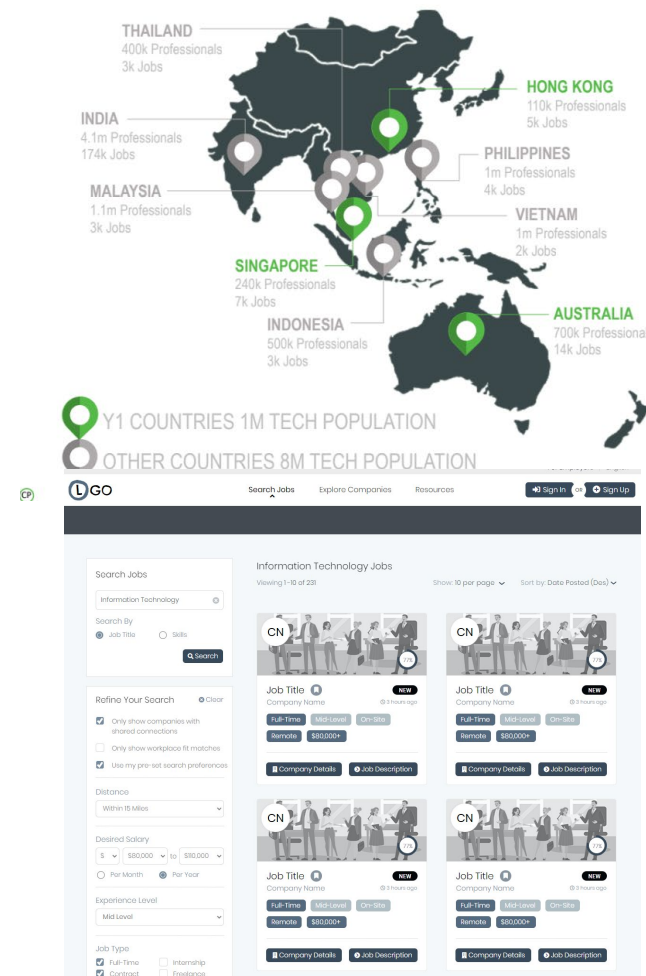 THAILAND
400k Professionals
3k Jobs
HONG KONG
110k Professionals
5k Jobs
INDIA
4.1m Professionals
174k Jobs
PHILIPPINES
1m Professionals
4k Jobs
MALAYSIA
1.1m Professionals
3k Jobs
VIETNAM
1m Professionals
2k Jobs
SINGAPORE
240k Professionals
7k Jobs
AUSTRALIA
700k Professiona
14k Jobs
INDONESIA
500k Professionals
3k Jobs
Y1 COUNTRIES 1M TECH POPULATION
OTHER COUNTRIES 8M TECH POPULATION
CP
LOGO
Search Jobs Explore Companies Resources
Sign In OR Sign Up
Search Jobs
Information Technology
Search By
Job Title Skills
Search
Refine Your Search Clear
Only show companies with
shared connections
Only show workplace fit matches
Use my pre-set search preferences
Distance
Within 15 Miles
Desired Salary
$ $80,000 to $110,000
Per Month Per Year
Experience Level
Mid Level
Job Type
Full-Time Internship
Contract Freelance
Information Technology Jobs
Viewing 1-10 of 231 Show: 10 per page Sort by: Date Posted (Des)
CN
77%
Job Title NEW
Company Name 3 hours ago
Full-Time Mid-Level On-Site
Remote $80,000+
Company Details Job Description
CN
77%
Job Title NEW
Company Name 3 hours ago
Full-Time Mid-Level On-Site
Remote $80,000+
Company Details Job Description
CN
77%
Job Title NEW
Company Name 3 hours ago
Full-Time Mid-Level On-Site
Remote $80,000+
Company Details Job Description
CN
77%
Job Title NEW
Company Name 3 hours ago
Full-Time Mid-Level On-Site
Remote $80,000+
Company Details Job Description